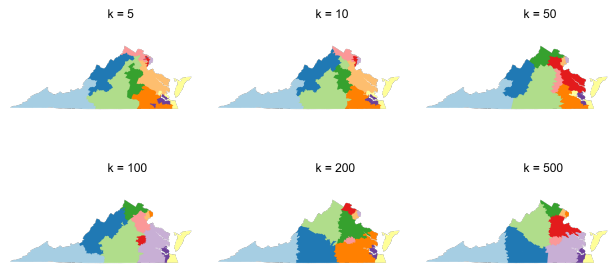 k = 5
k = 10
k = 50
k = 100
k = 200
k = 500